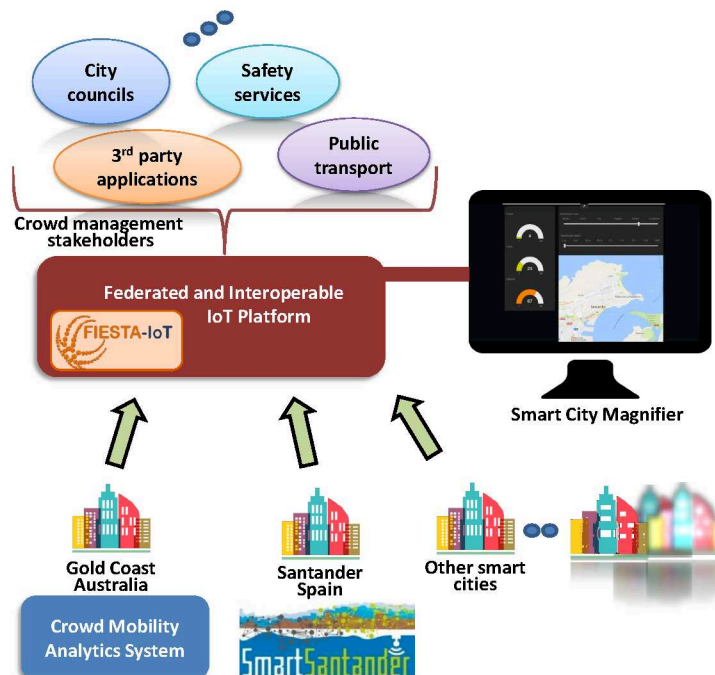 City
councils
Safety
services
3rd party
applications
Public
transport
Crowd management
stakeholders
Federated and Interoperable
IoT Platform
FIESTA-IoT
Smart City Magnifier
Gold Coast
Australia
Santander
Spain
Other smart
cities
Crowd Mobility
Analytics System
SmartSantander